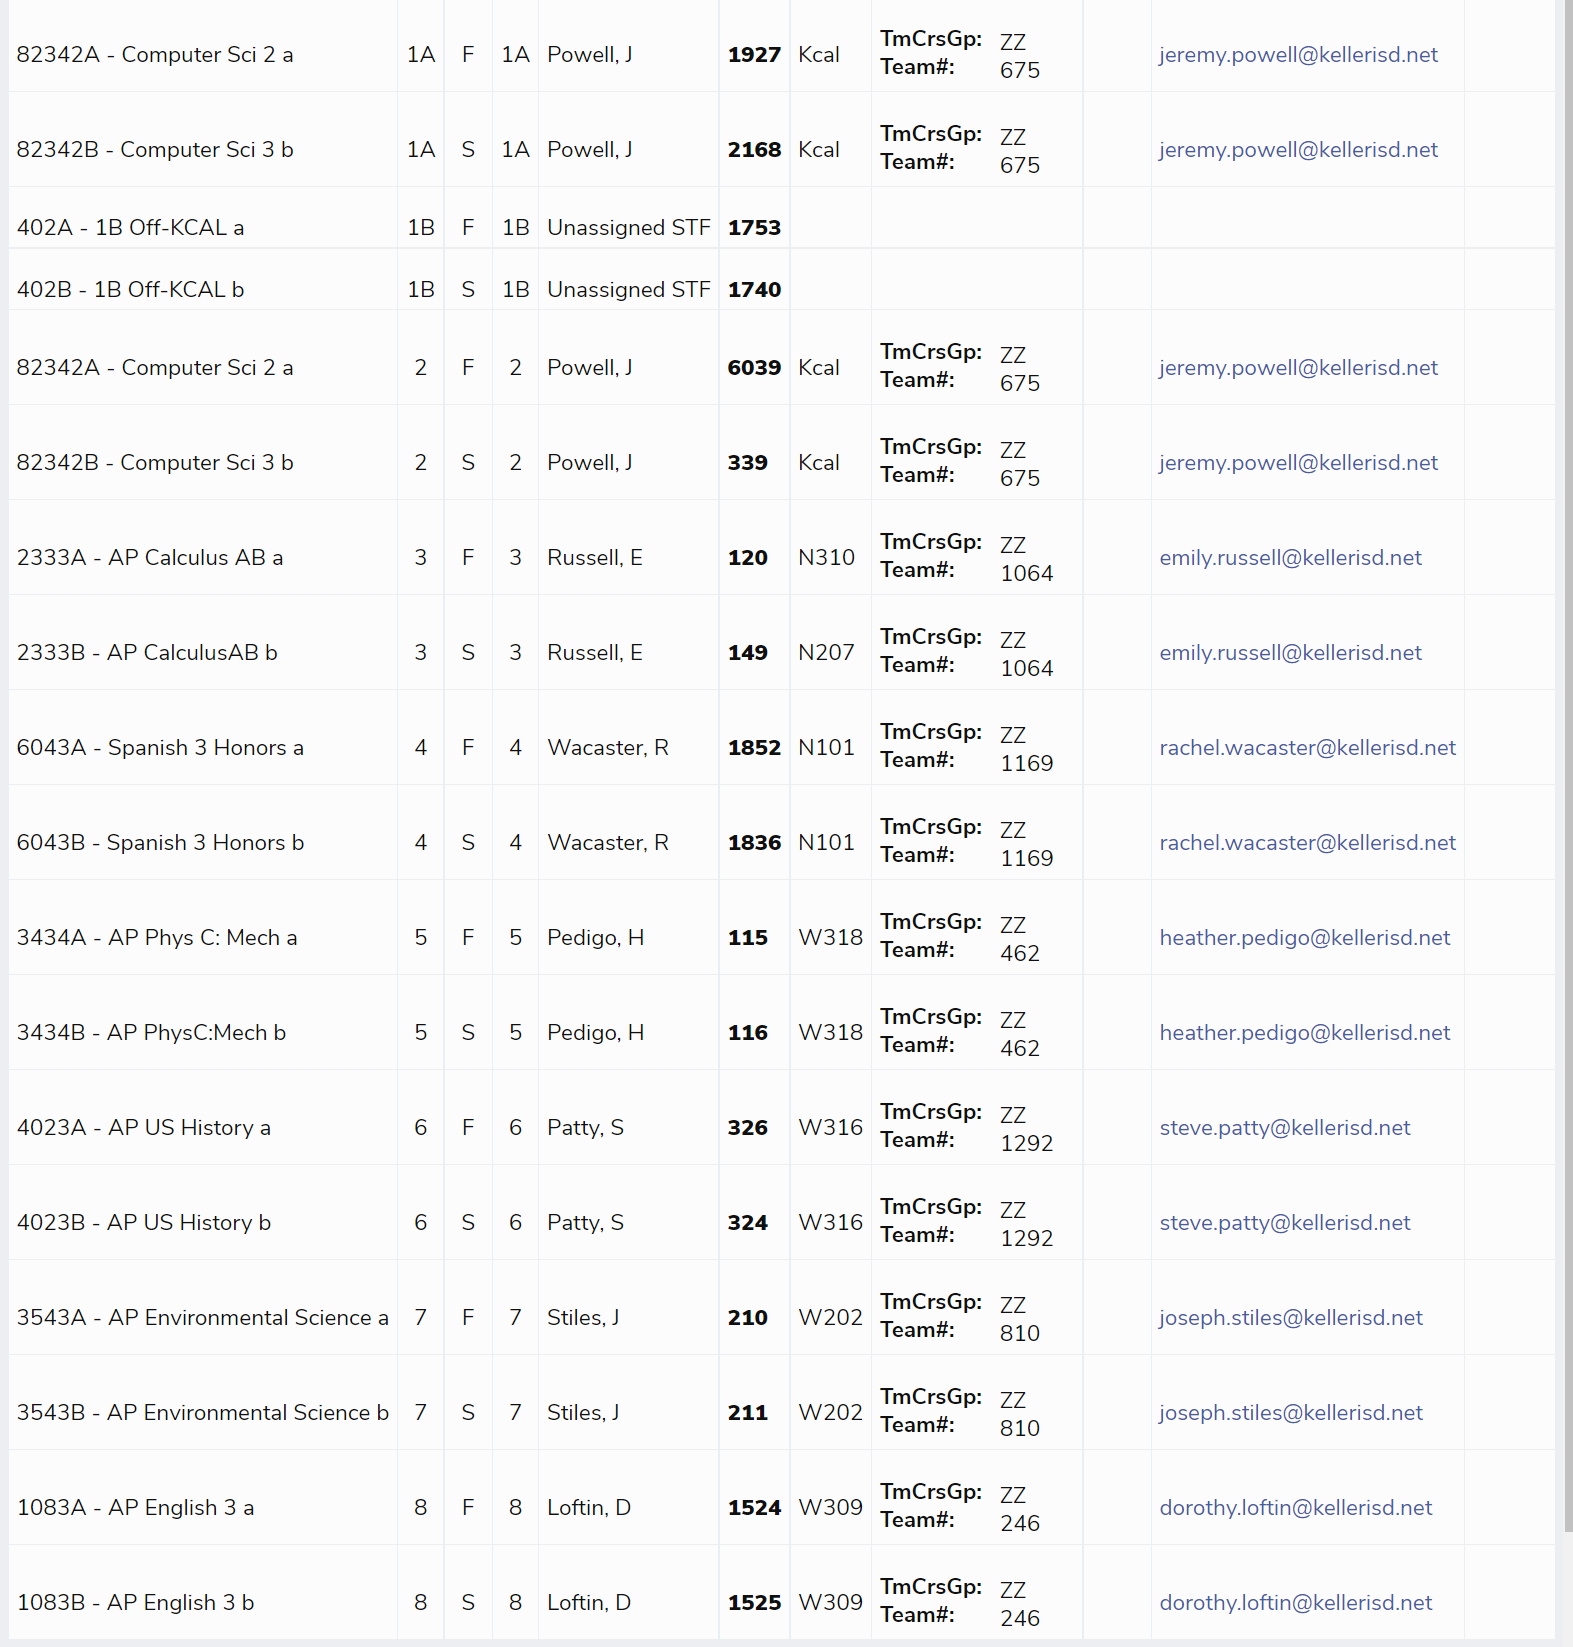 82342A - Computer Sci 2 a 1A F 1A Powell, J 1927 Kcal TmCrsGp: ZZ
Team#: 675 jeremy.powell@kellerisd.net
82342B - Computer Sci 3 b 1A S 1A Powell, J 2168 Kcal TmCrsGp: ZZ
Team#: 675 jeremy.powell@kellerisd.net
402A - 1B Off-KCAL a 1B F 1B Unassigned STF 1753
402B - 1B Off-KCAL b 1B S 1B Unassigned STF 1740
82342A - Computer Sci 2 a 2 F 2 Powell, J 6039 Kcal TmCrsGp: ZZ
Team#: 675 jeremy.powell@kellerisd.net
82342B - Computer Sci 3 b 2 S 2 Powell, J 339 Kcal TmCrsGp: ZZ
Team#: 675 jeremy.powell@kellerisd.net
2333A - AP Calculus AB a 3 F 3 Russell, E 120 N310 TmCrsGp: ZZ
Team#: 1064 emily.russell@kellerisd.net
2333B - AP CalculusAB b 3 S 3 Russell, E 149 N207 TmCrsGp: ZZ
Team#: 1064 emily.russell@kellerisd.net
6043A - Spanish 3 Honors a 4 F 4 Wacaster, R 1852 N101 TmCrsGp: ZZ
Team#: 1169 rachel.wacaster@kellerisd.net
6043B - Spanish 3 Honors b 4 S 4 Wacaster, R 1836 N101 TmCrsGp: ZZ
Team#: 1169 rachel.wacaster@kellerisd.net
3434A - AP Phys C: Mech a 5 F 5 Pedigo, H 115 W318 TmCrsGp: ZZ
Team#: 462 heather.pedigo@kellerisd.net
3434B - AP PhysC:Mech b 5 S 5 Pedigo, H 116 W318 TmCrsGp: ZZ
Team#: 462 heather.pedigo@kellerisd.net
4023A - AP US History a 6 F 6 Patty, S 326 W316 TmCrsGp: ZZ
Team#: 1292 steve.patty@kellerisd.net
4023B - AP US History b 6 S 6 Patty, S 324 W316 TmCrsGp: ZZ
Team#: 1292 steve.patty@kellerisd.net
3543A - AP Environmental Science a 7 F 7 Stiles, J 210 W202 TmCrsGp: ZZ
Team#: 810 joseph.stiles@kellerisd.net
3543B - AP Environmental Science b 7 S 7 Stiles, J 211 W202 TmCrsGp: ZZ
Team#: 810 joseph.stiles@kellerisd.net
1083A - AP English 3 a 8 F 8 Loftin, D 1524 W309 TmCrsGp: ZZ
Team#: 246 dorothy.loftin@kellerisd.net
1083B - AP English 3 b 8 S 8 Loftin, D 1525 W309 TmCrsGp: ZZ
Team#: 246 dorothy.loftin@kellerisd.net